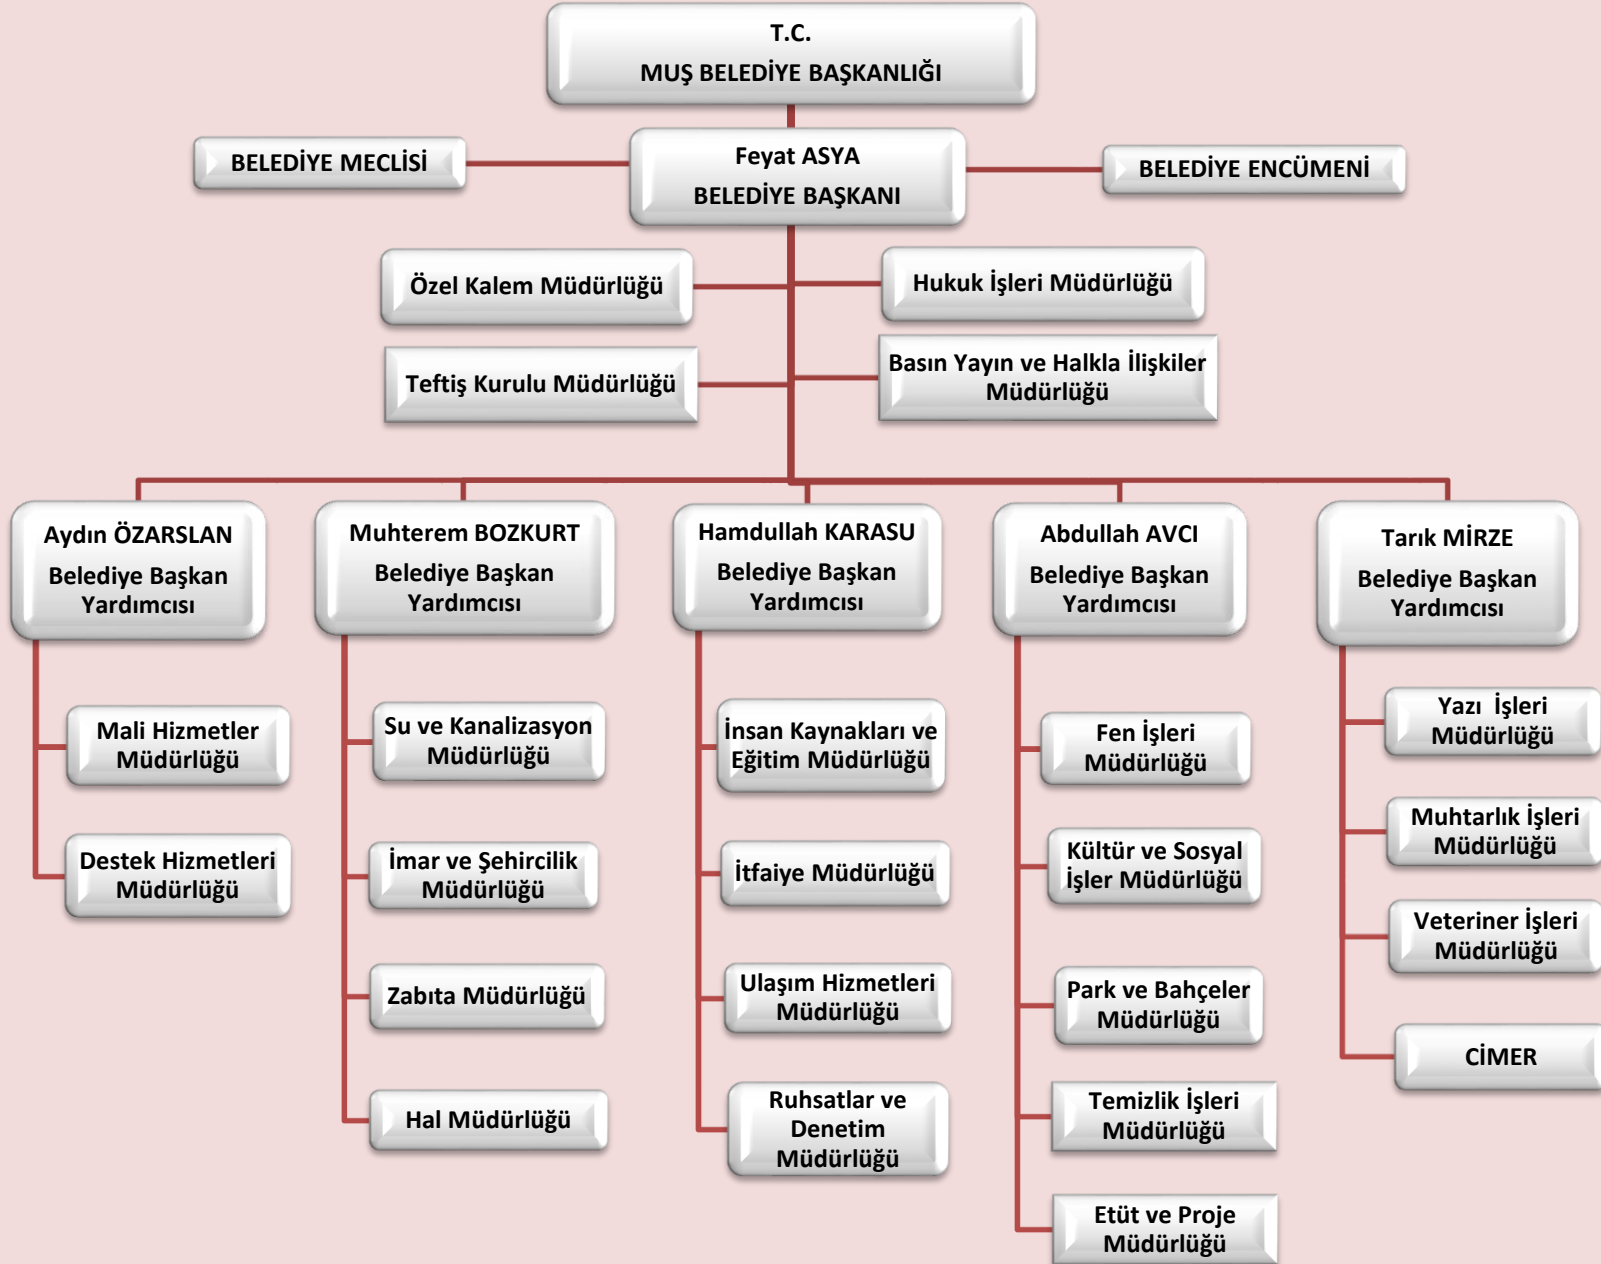 T.C.
MUŞ BELEDİYE BAŞKANLIĞI
BELEDİYE MECLİSİ
Feyat ASYA
BELEDİYE BAŞKANI
BELEDİYE ENCÜMENİ
Özel Kalem Müdürlüğü
Hukuk İşleri Müdürlüğü
Teftiş Kurulu Müdürlüğü
Basın Yayın ve Halkla İlişkiler
Müdürlüğü
Aydın ÖZARSLAN
Belediye Başkan
Yardımcısı
Mali Hizmetler
Müdürlüğü
Destek Hizmetleri
Müdürlüğü
Muhterem BOZKURT
Belediye Başkan
Yardımcısı
Su ve Kanalizasyon
Müdürlüğü
İmar ve Şehircilik
Müdürlüğü
Zabıta Müdürlüğü
Hal Müdürlüğü
Hamdullah KARASU
Belediye Başkan
Yardımcısı
İnsan Kaynakları ve
Eğitim Müdürlüğü
İtfaiye Müdürlüğü
Ulaşım Hizmetleri
Müdürlüğü
Ruhsatlar ve
Denetim
Müdürlüğü
Abdullah AVCI
Belediye Başkan
Yardımcısı
Fen İşleri
Müdürlüğü
Kültür ve Sosyal
İşler Müdürlüğü
Park ve Bahçeler
Müdürlüğü
Temizlik İşleri
Müdürlüğü
Etüt ve Proje
Müdürlüğü
Tarık MİRZE
Belediye Başkan
Yardımcısı
Yazı  İşleri
Müdürlüğü
Muhtarlık İşleri
Müdürlüğü
Veteriner İşleri
Müdürlüğü
CİMER